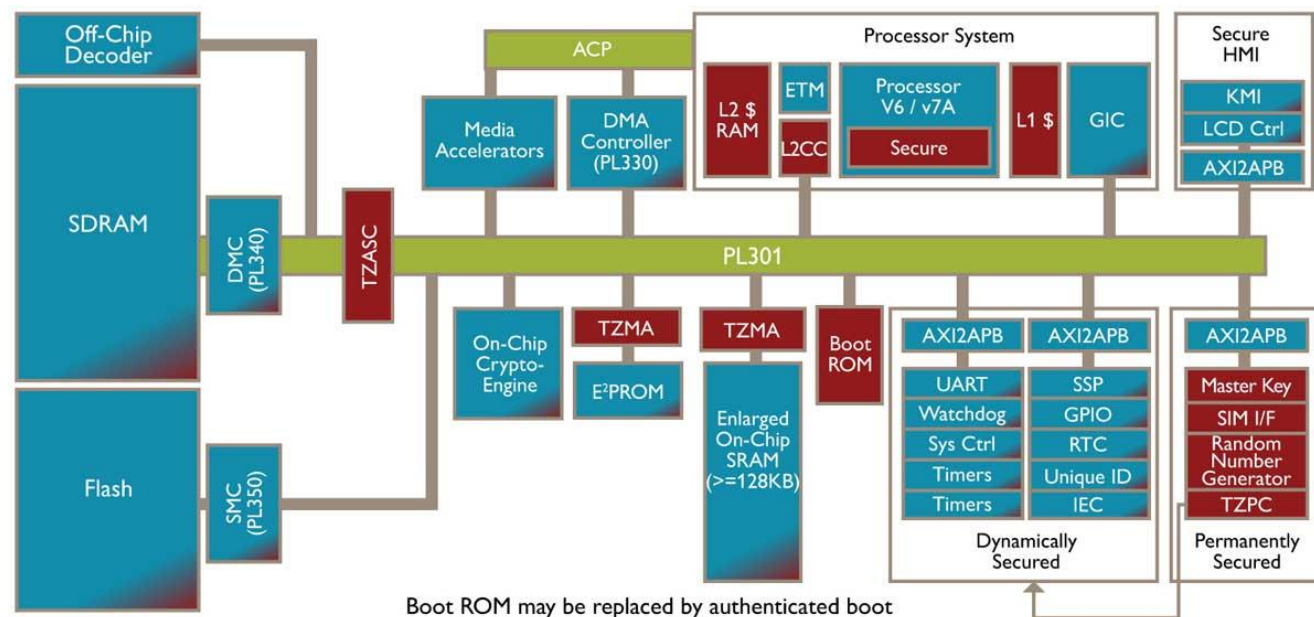 Off-Chip
Decoder
SDRAM
DMC
(PL340)
TZASC
Flash
SMC
(PL350)
ACP
Media
Accelerators
DMA
Controller
(PL330)
Processor System
L2 $
RAM
ETM
L2CC
Processor
V6 / v7A
Secure
L1 $
GIC
Secure
HMI
KMI
LCD Ctrl
AXI2APB
PL301
On-Chip
Crypto-
Engine
TZMA
E²PROM
TZMA
Enlarged
On-Chip
SRAM
(>=128KB)
Boot
ROM
AXI2APB
UART
Watchdog
Sys Ctrl
Timers
Timers
AXI2APB
SSP
GPIO
RTC
Unique ID
IEC
Dynamically
Secured
AXI2APB
Master Key
SIM I/F
Random
Number
Generator
TZPC
Permanently
Secured
Boot ROM may be replaced by authenticated boot